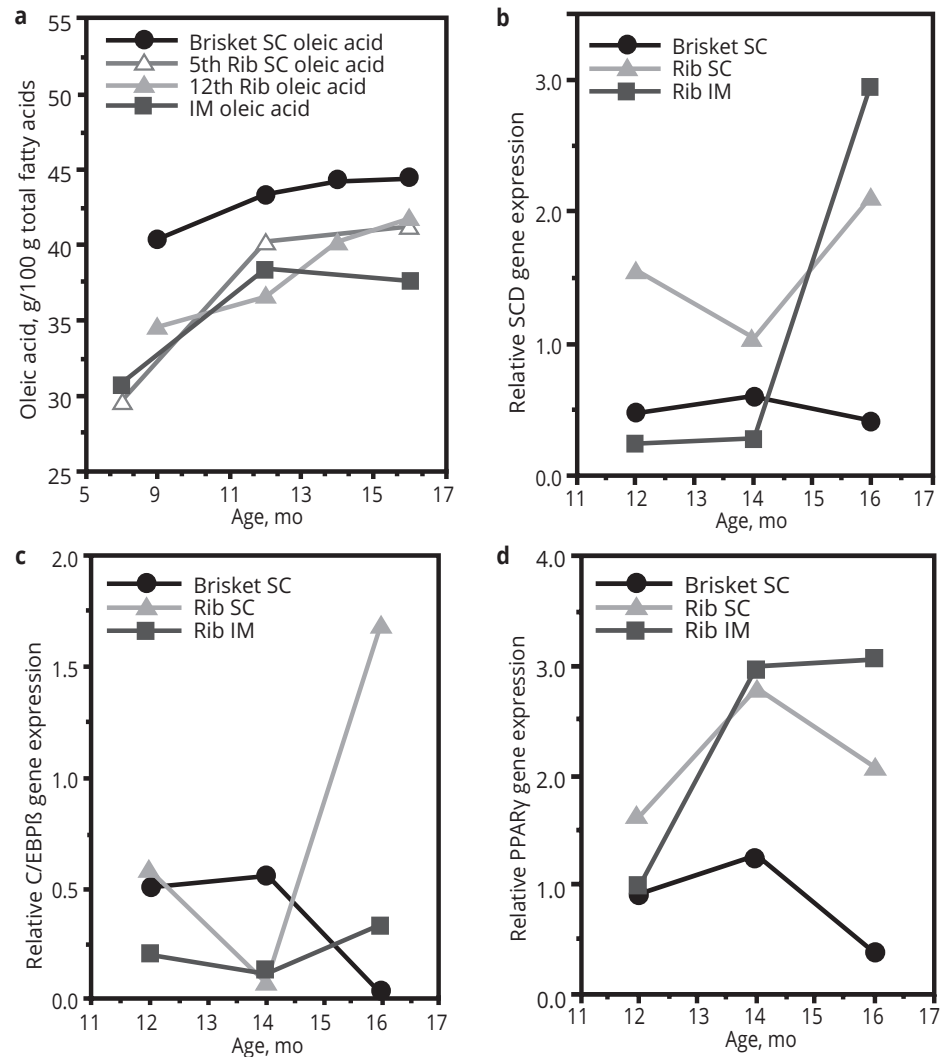 a
55
50
45
40
35
30
25
Oleic acid, g/100 g total fatty acids
Brisket SC oleic acid
5th Rib SC oleic acid
12th Rib oleic acid
IM oleic acid
5 9 11 13 15 17
Age, mo
b
3.0
2.0
1.0
0.0
Relative SCD gene expression
Brisket SC
Rib SC
Rib IM
11 12 13 14 15 16 17
Age, mo
c
2.0
1.5
1.0
0.5
0.0
Relative C/EBPß gene expression
Brisket SC
Rib SC
Rib IM
11 12 13 14 15 16 17
Age, mo
d
4.0
3.0
2.0
1.0
0.0
Relative PPARγ gene expression
Brisket SC
Rib SC
Rib IM
11 12 13 14 15 16 17
Age, mo